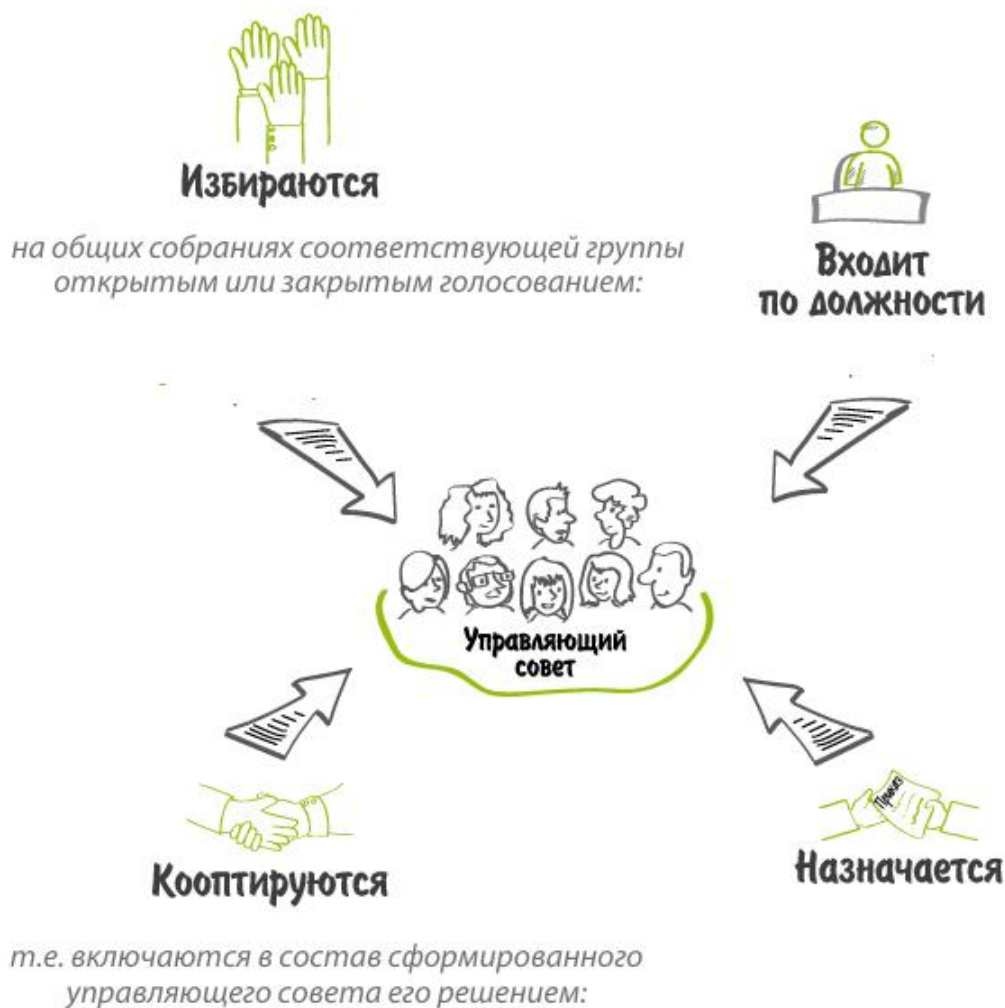 Избираются
на общих собраниях соответствующей группы
открытым или закрытым голосованием:
Входит
по должности
Управляющий
совет
Приказ
Кооптируются
т.е. включаются в состав сформированного
управляющего совета его решением:
Назначается